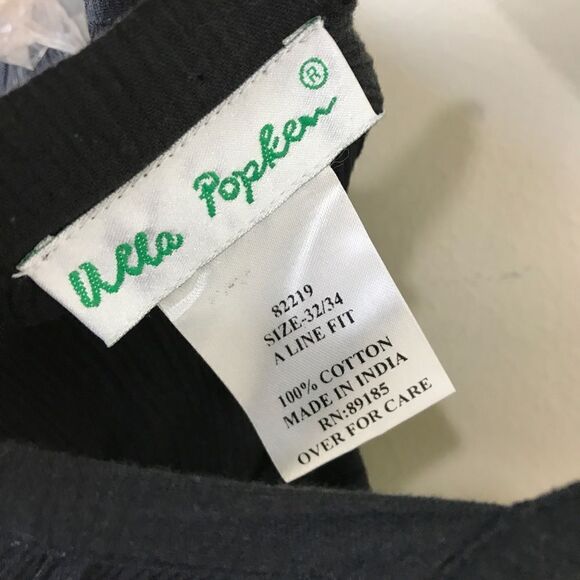 Ulla Popken ®
82219
SIZE-32/34
A LINE FIT
100% COTTON
MADE IN INDIA
RN:89185
OVER FOR CARE